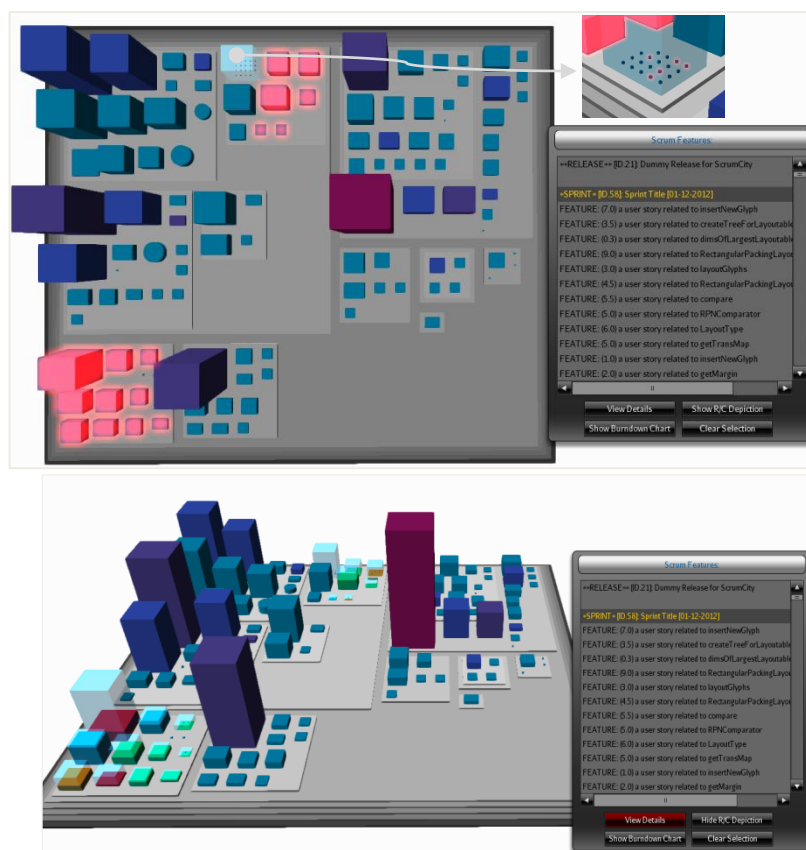 Scrum Features:
==RELEASE== [ID.21]: Dummy Release for ScrumCity
=SPRINT= [ID.58]: Sprint Title [01-12-2012]
FEATURE: (7.0) a user story related to insertNewGlyph
FEATURE: (3.5) a user story related to createTreeForLayoutable
FEATURE: (0.3) a user story related to dimsOfLargestLayoutable
FEATURE: (9.0) a user story related to RectangularPackingLayou
FEATURE: (3.0) a user story related to layoutGlyphs
FEATURE: (4.5) a user story related to RectangularPackingLayou
FEATURE: (5.5) a user story related to compare
FEATURE: (5.0) a user story related to RPNComparator
FEATURE: (6.0) a user story related to LayoutType
FEATURE: (5.0) a user story related to getTransMap
FEATURE: (1.0) a user story related to insertNewGlyph
FEATURE: (2.0) a user story related to getMargin
View Details Show R/C Depiction
Show Burndown Chart Clear Selection
Scrum Features:
==RELEASE== [ID.21]: Dummy Release for ScrumCity
=SPRINT= [ID.58]: Sprint Title [01-12-2012]
FEATURE: (7.0) a user story related to insertNewGlyph
FEATURE: (3.5) a user story related to createTreeForLayoutable
FEATURE: (0.3) a user story related to dimsOfLargestLayoutable
FEATURE: (9.0) a user story related to RectangularPackingLayou
FEATURE: (3.0) a user story related to layoutGlyphs
FEATURE: (4.5) a user story related to RectangularPackingLayou
FEATURE: (5.5) a user story related to compare
FEATURE: (5.0) a user story related to RPNComparator
FEATURE: (6.0) a user story related to LayoutType
FEATURE: (5.0) a user story related to getTransMap
FEATURE: (1.0) a user story related to insertNewGlyph
FEATURE: (2.0) a user story related to getMargin
View Details Hide R/C Depiction
Show Burndown Chart Clear Selection